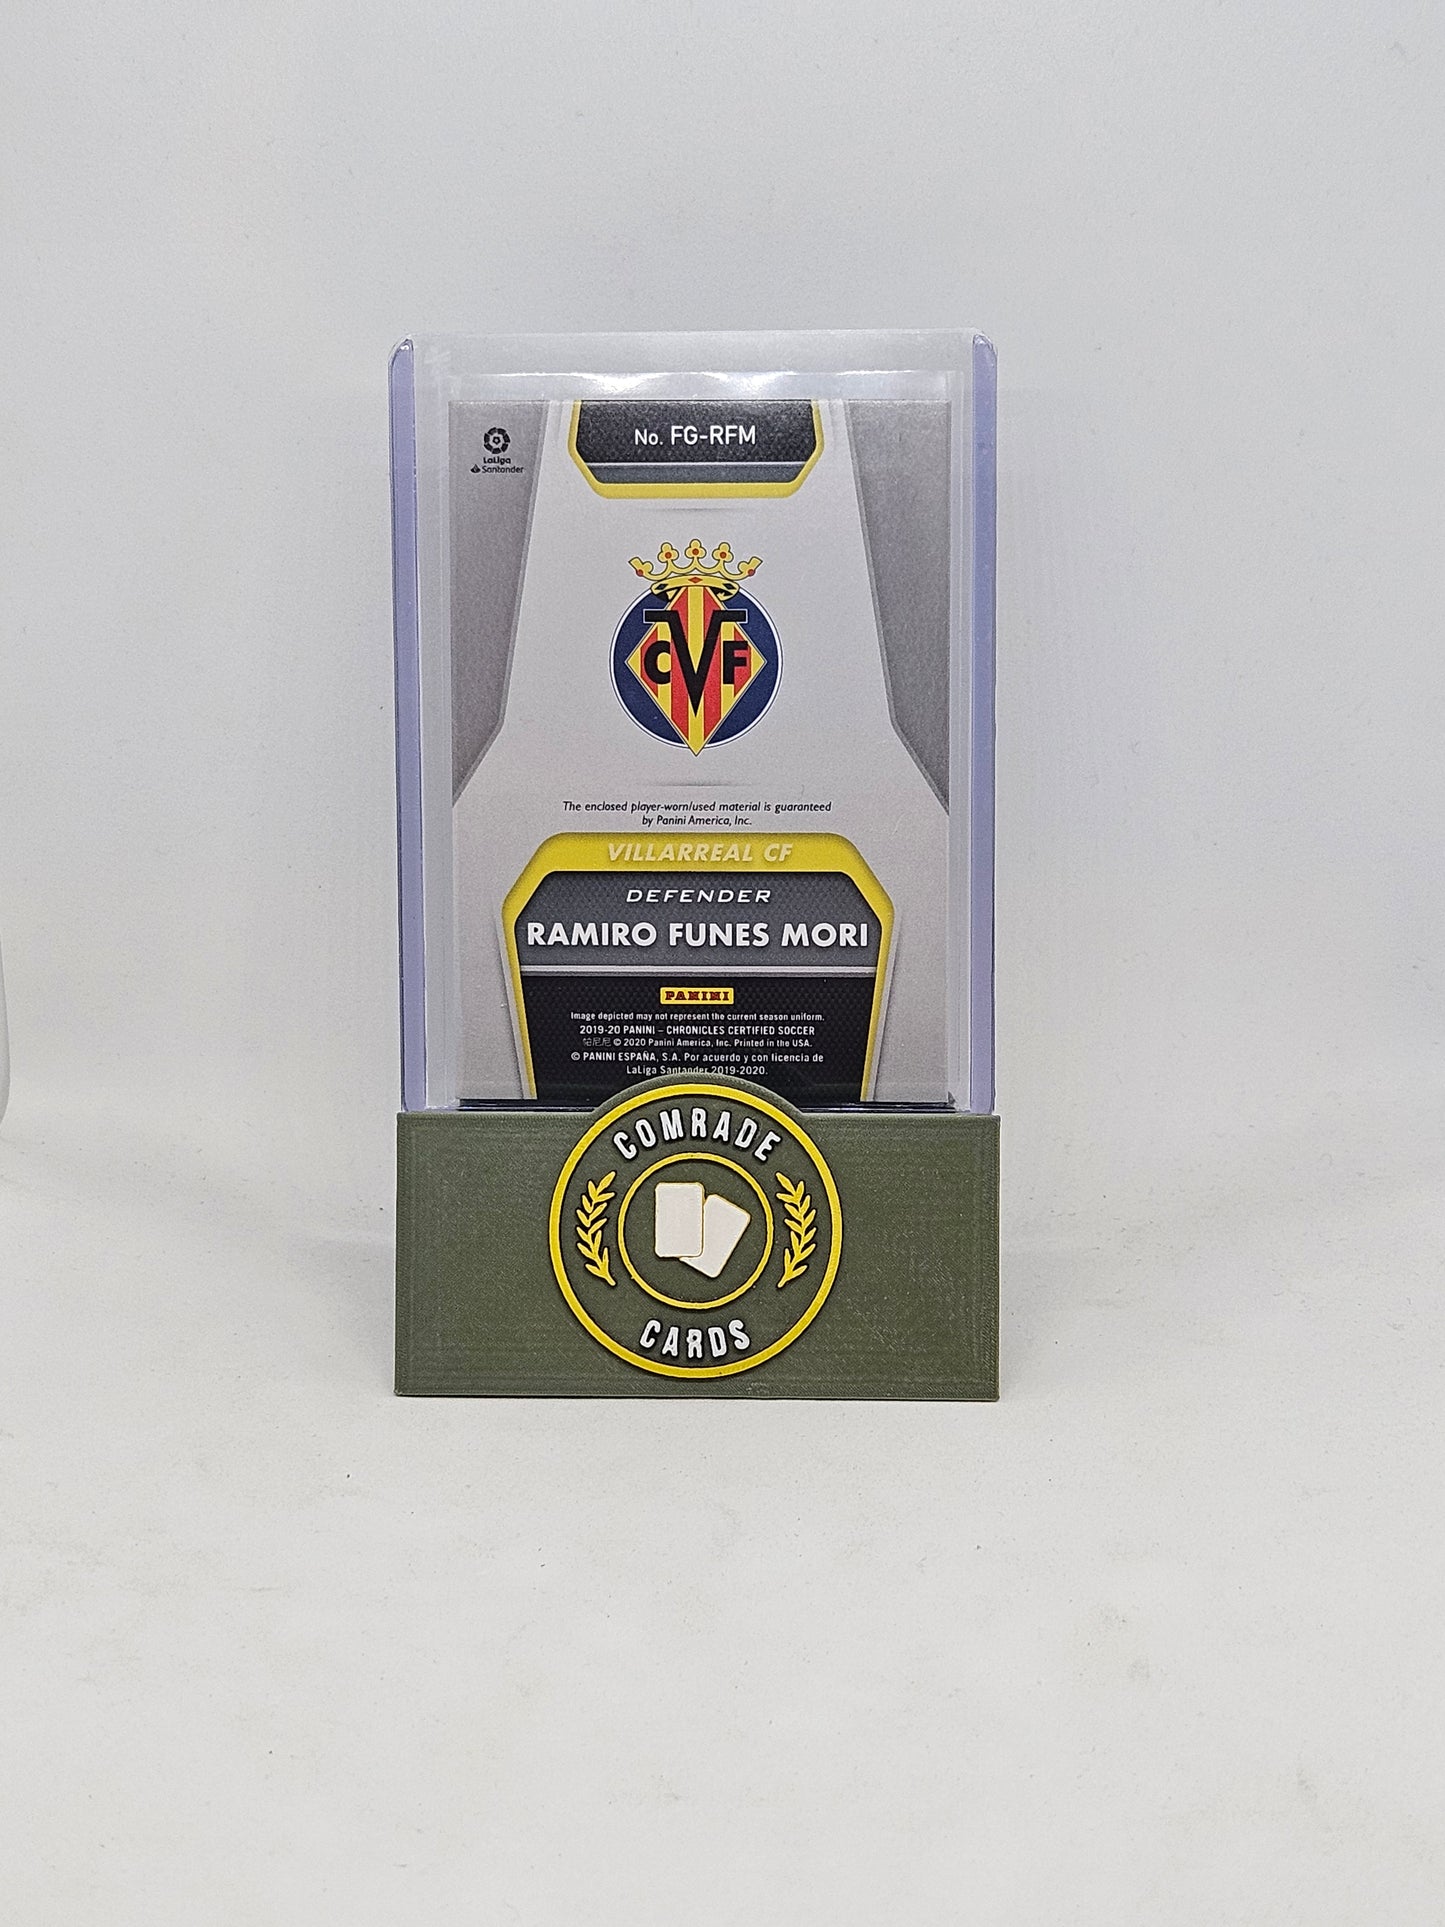 No. FG-RFM
LaLiga
Santander
CVF
The enclosed player-worn/used material is guaranteed
by Panini America, Inc.
VILLARREAL CF
DEFENDER
RAMIRO FUNES MORI
PANINI
Image depicted may not represent the current season uniform.
2019-20 PANINI – CHRONICLES CERTIFIED SOCCER
帕尼尼 © 2020 Panini America, Inc. Printed in the USA.
© PANINI ESPAÑA, S.A. Por acuerdo y con licencia de
LaLiga Santander 2019-2020.
COMRADE
CARDS